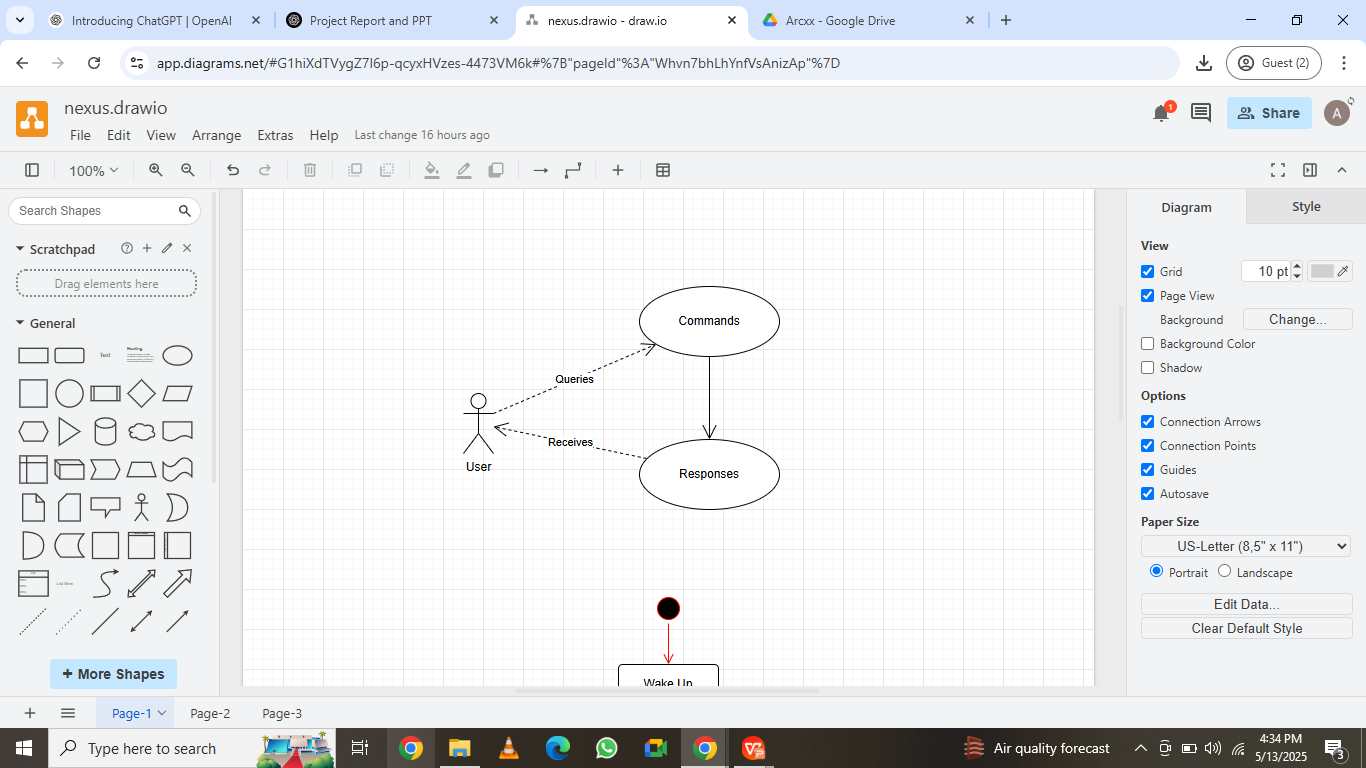 Introducing ChatGPT | OpenAI
Project Report and PPT
nexus.drawio - draw.io
Arcxx - Google Drive
app.diagrams.net/#G1hiXdTVygZ7l6p-qcyxHVzes-4473VM6k#%7B"pageId"%3A"Whvn7bhLhYnfVsAnizAp"%7D
Guest (2)
nexus.drawio
File Edit View Arrange Extras Help Last change 16 hours ago
1
Share
A
100%
Search Shapes
Scratchpad
Drag elements here
General
Text
Heading
List Item
+ More Shapes
Commands
Queries
Receives
User
Responses
Wake Up
Diagram
Style
View
Grid
10 pt
Page View
Background
Change...
Background Color
Shadow
Options
Connection Arrows
Connection Points
Guides
Autosave
Paper Size
US-Letter (8,5" x 11")
Portrait Landscape
Edit Data...
Clear Default Style
Page-1
Page-2
Page-3
Type here to search
Air quality forecast
4:34 PM
5/13/2025
3